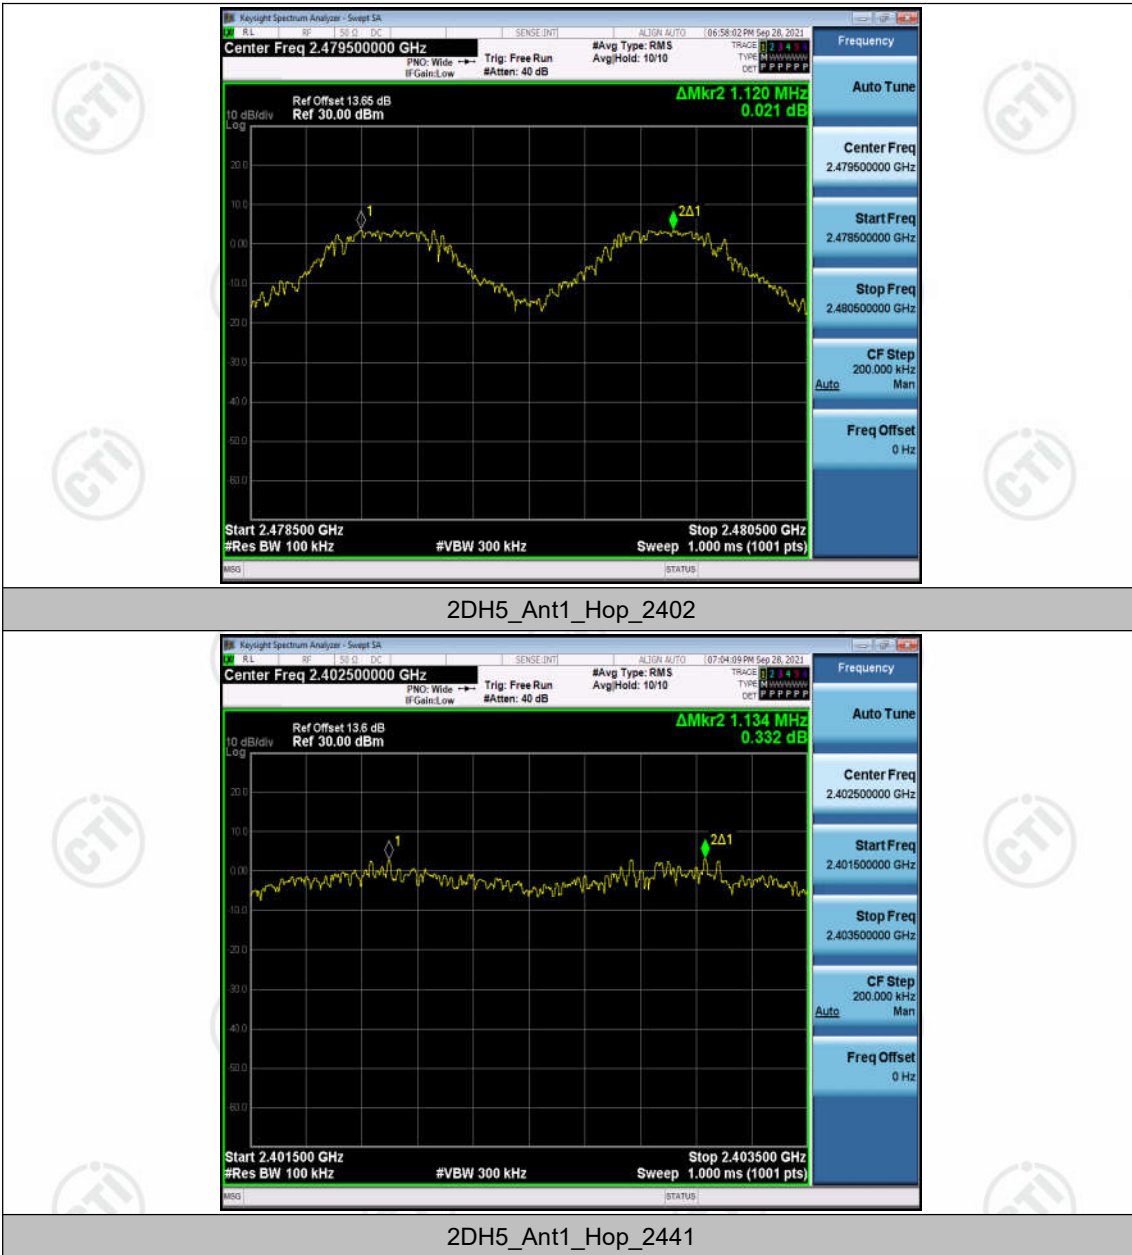 Keysight Spectrum Analyzer - Swept SA
RL RF 50 Ω DC SENSE:INT ALIGN AUTO 06:58:02 PM Sep 28, 2021
Center Freq 2.479500000 GHz
PNO: Wide
IFGain:Low
Trig: Free Run
#Atten: 40 dB
#Avg Type: RMS
Avg|Hold: 10/10
TRACE 1 2 3 4 5 6
TYPE M WWWWW
DET P P P P P P
Frequency
Ref Offset 13.65 dB
10 dB/div Ref 30.00 dBm
Log
ΔMkr2 1.120 MHz
0.021 dB
20.0
10.0
0.00
-10.0
-20.0
-30.0
-40.0
-50.0
-60.0
1
2Δ1
Start 2.478500 GHz Stop 2.480500 GHz
#Res BW 100 kHz #VBW 300 kHz Sweep 1.000 ms (1001 pts)
MSG STATUS
Auto Tune
Center Freq
2.479500000 GHz
Start Freq
2.478500000 GHz
Stop Freq
2.480500000 GHz
CF Step
200.000 kHz
Auto Man
Freq Offset
0 Hz
2DH5_Ant1_Hop_2402
Keysight Spectrum Analyzer - Swept SA
RL RF 50 Ω DC SENSE:INT ALIGN AUTO 07:04:09 PM Sep 28, 2021
Center Freq 2.402500000 GHz
PNO: Wide
IFGain:Low
Trig: Free Run
#Atten: 40 dB
#Avg Type: RMS
Avg|Hold: 10/10
TRACE 1 2 3 4 5 6
TYPE M WWWWW
DET P P P P P P
Frequency
Ref Offset 13.6 dB
10 dB/div Ref 30.00 dBm
Log
ΔMkr2 1.134 MHz
0.332 dB
20.0
10.0
0.00
-10.0
-20.0
-30.0
-40.0
-50.0
-60.0
1
2Δ1
Start 2.401500 GHz Stop 2.403500 GHz
#Res BW 100 kHz #VBW 300 kHz Sweep 1.000 ms (1001 pts)
MSG STATUS
Auto Tune
Center Freq
2.402500000 GHz
Start Freq
2.401500000 GHz
Stop Freq
2.403500000 GHz
CF Step
200.000 kHz
Auto Man
Freq Offset
0 Hz
2DH5_Ant1_Hop_2441
CTI
CTI
CTI
CTI
CTI
CTI
CTI
CTI